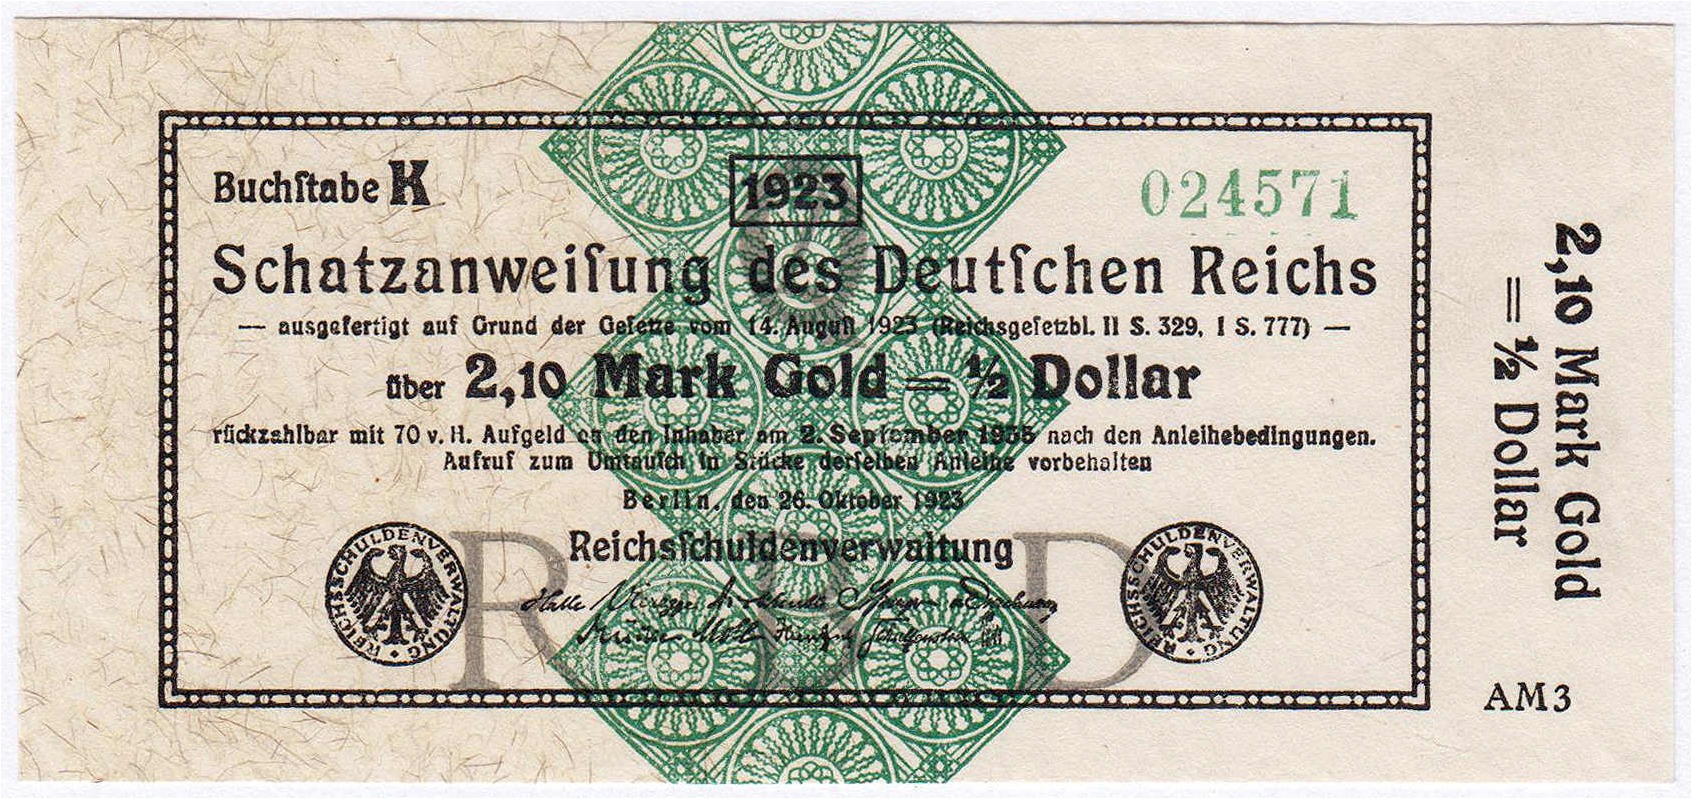 Buchſtabe K
1923
024571
Schatzanweiſung des Deutſchen Reichs
— ausgefertigt auf Grund der Geſetze vom 14. Auguſt 1923 (Reichsgeſetzbl. II S. 329, I S. 777) —
über 2,10 Mark Gold = ½ Dollar
rückzahlbar mit 70 v. H. Aufgeld an den Inhaber am 2. September 1935 nach den Anleihebedingungen.
Aufruf zum Umtauſch in Stücke derſelben Anleihe vorbehalten
Berlin, den 26. Oktober 1923
Reichsſchuldenverwaltung
R B D
REICHSSCHULDENVERWALTUNG
REICHSSCHULDENVERWALTUNG
Halle
Müller
2,10 Mark Gold
= ½ Dollar
AM3